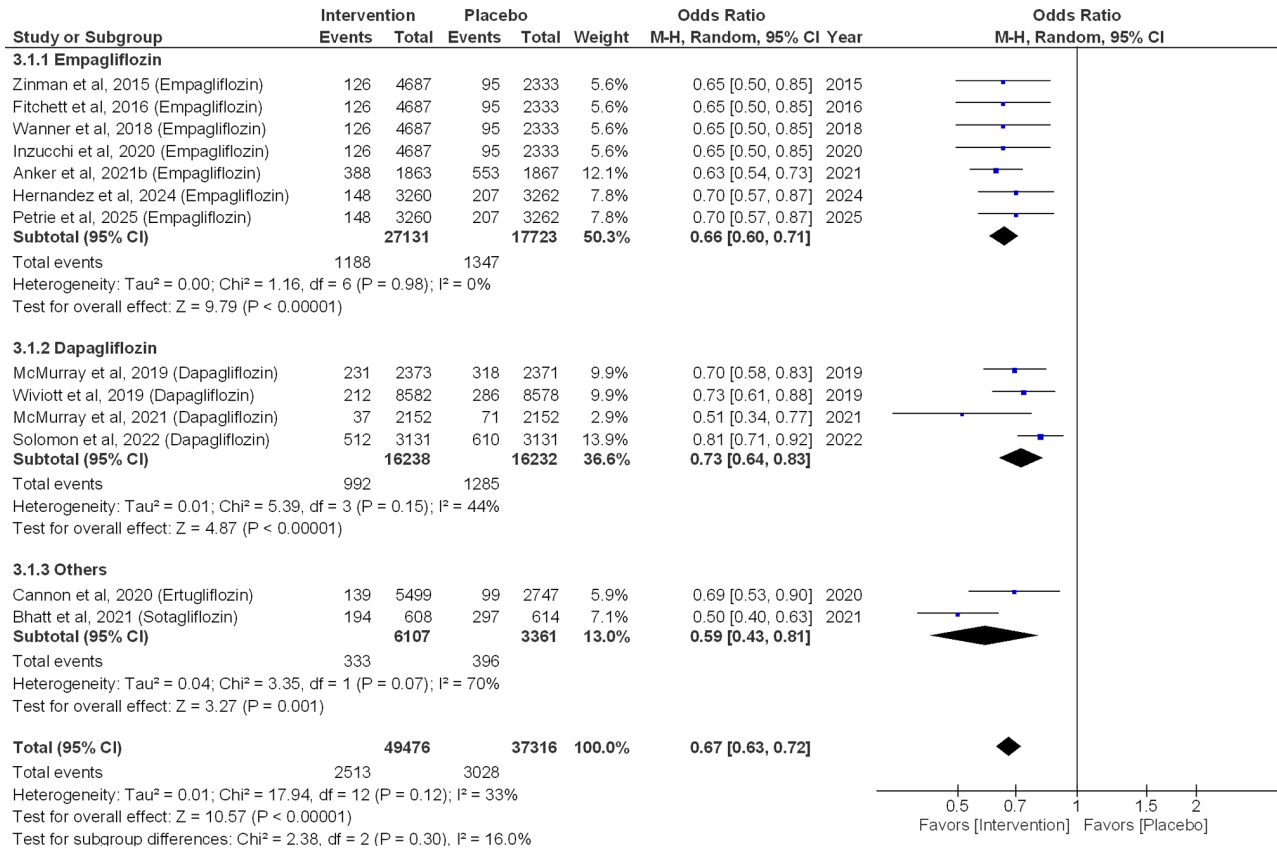 Intervention Placebo Odds Ratio Odds Ratio
Study or Subgroup Events Total Events Total Weight M-H, Random, 95% CI Year M-H, Random, 95% CI
3.1.1 Empagliflozin
Zinman et al, 2015 (Empagliflozin) 126 4687 95 2333 5.6% 0.65 [0.50, 0.85] 2015
Fitchett et al, 2016 (Empagliflozin) 126 4687 95 2333 5.6% 0.65 [0.50, 0.85] 2016
Wanner et al, 2018 (Empagliflozin) 126 4687 95 2333 5.6% 0.65 [0.50, 0.85] 2018
Inzucchi et al, 2020 (Empagliflozin) 126 4687 95 2333 5.6% 0.65 [0.50, 0.85] 2020
Anker et al, 2021b (Empagliflozin) 388 1863 553 1867 12.1% 0.63 [0.54, 0.73] 2021
Hernandez et al, 2024 (Empagliflozin) 148 3260 207 3262 7.8% 0.70 [0.57, 0.87] 2024
Petrie et al, 2025 (Empagliflozin) 148 3260 207 3262 7.8% 0.70 [0.57, 0.87] 2025
Subtotal (95% CI) 27131 17723 50.3% 0.66 [0.60, 0.71]
Total events 1188 1347
Heterogeneity: Tau² = 0.00; Chi² = 1.16, df = 6 (P = 0.98); I² = 0%
Test for overall effect: Z = 9.79 (P < 0.00001)
3.1.2 Dapagliflozin
McMurray et al, 2019 (Dapagliflozin) 231 2373 318 2371 9.9% 0.70 [0.58, 0.83] 2019
Wiviott et al, 2019 (Dapagliflozin) 212 8582 286 8578 9.9% 0.73 [0.61, 0.88] 2019
McMurray et al, 2021 (Dapagliflozin) 37 2152 71 2152 2.9% 0.51 [0.34, 0.77] 2021
Solomon et al, 2022 (Dapagliflozin) 512 3131 610 3131 13.9% 0.81 [0.71, 0.92] 2022
Subtotal (95% CI) 16238 16232 36.6% 0.73 [0.64, 0.83]
Total events 992 1285
Heterogeneity: Tau² = 0.01; Chi² = 5.39, df = 3 (P = 0.15); I² = 44%
Test for overall effect: Z = 4.87 (P < 0.00001)
3.1.3 Others
Cannon et al, 2020 (Ertugliflozin) 139 5499 99 2747 5.9% 0.69 [0.53, 0.90] 2020
Bhatt et al, 2021 (Sotagliflozin) 194 608 297 614 7.1% 0.50 [0.40, 0.63] 2021
Subtotal (95% CI) 6107 3361 13.0% 0.59 [0.43, 0.81]
Total events 333 396
Heterogeneity: Tau² = 0.04; Chi² = 3.35, df = 1 (P = 0.07); I² = 70%
Test for overall effect: Z = 3.27 (P = 0.001)
Total (95% CI) 49476 37316 100.0% 0.67 [0.63, 0.72]
Total events 2513 3028
Heterogeneity: Tau² = 0.01; Chi² = 17.94, df = 12 (P = 0.12); I² = 33%
Test for overall effect: Z = 10.57 (P < 0.00001)
Test for subgroup differences: Chi² = 2.38, df = 2 (P = 0.30), I² = 16.0%
0.5 0.7 1 1.5 2
Favors [Intervention] Favors [Placebo]